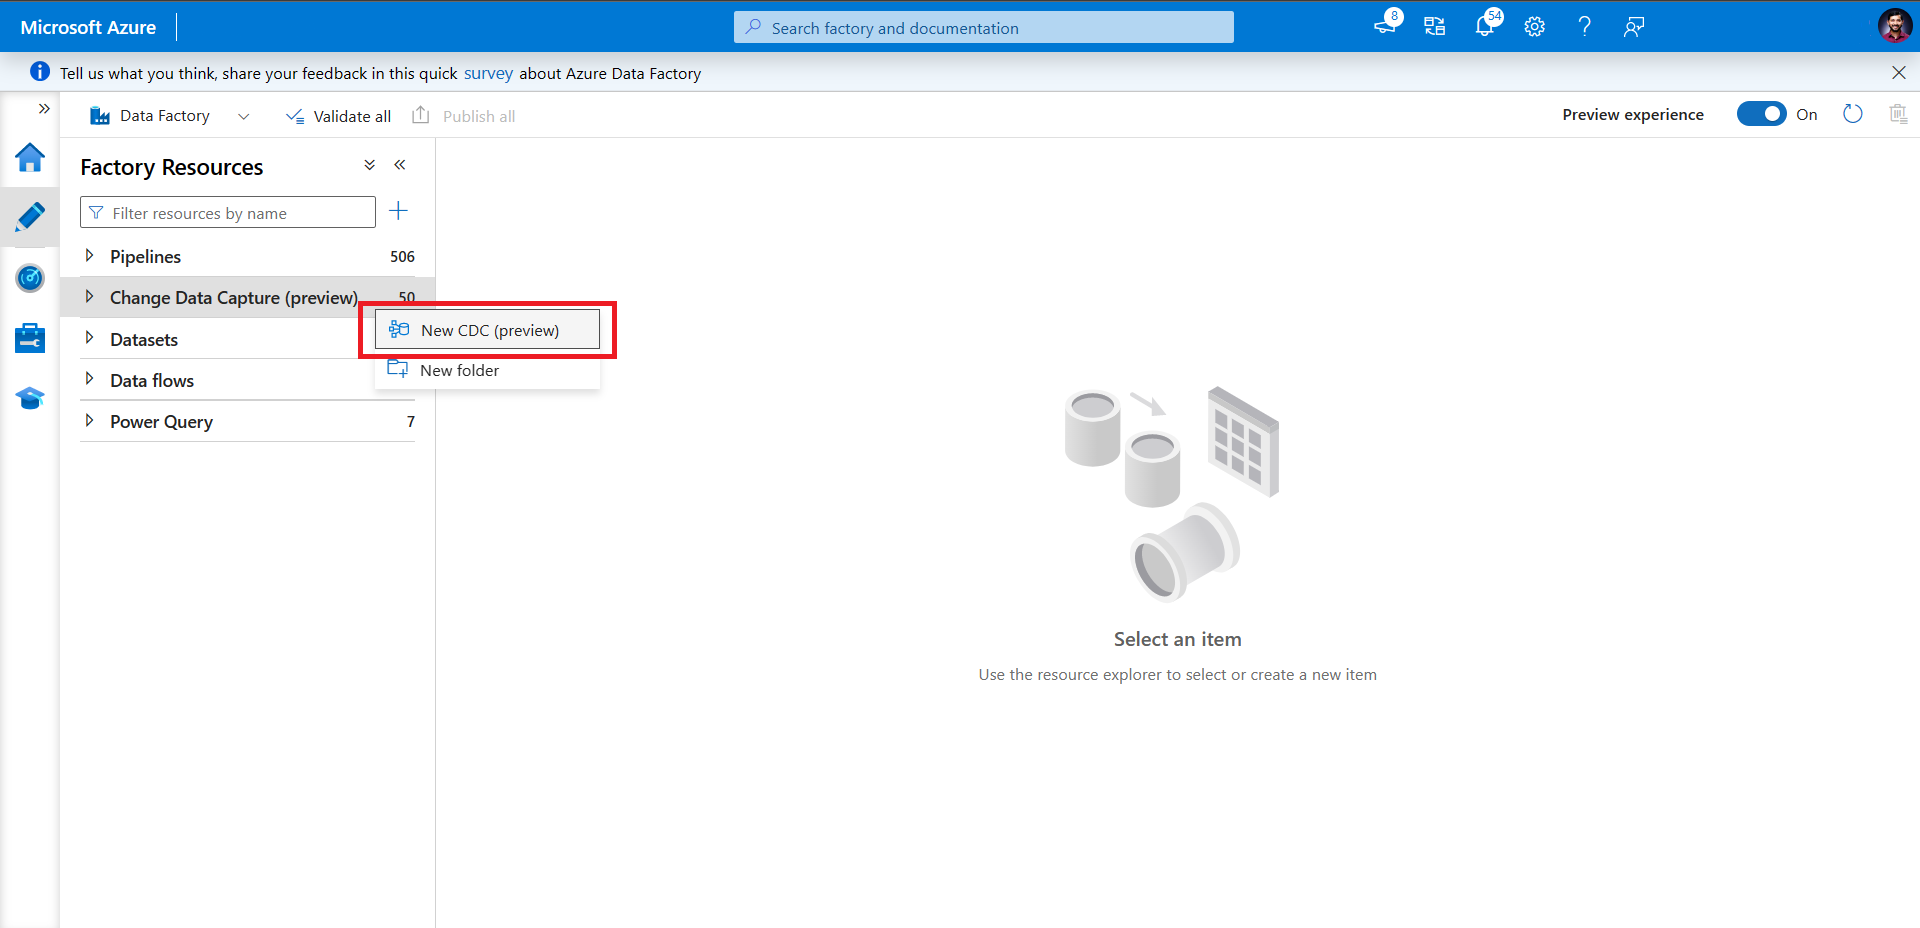 Microsoft Azure
Search factory and documentation
8
54
Tell us what you think, share your feedback in this quick survey about Azure Data Factory
Data Factory
Validate all
Publish all
Preview experience
On
Factory Resources
Filter resources by name
Pipelines 506
Change Data Capture (preview) 50
New CDC (preview)
Datasets
New folder
Data flows
Power Query 7
Select an item
Use the resource explorer to select or create a new item